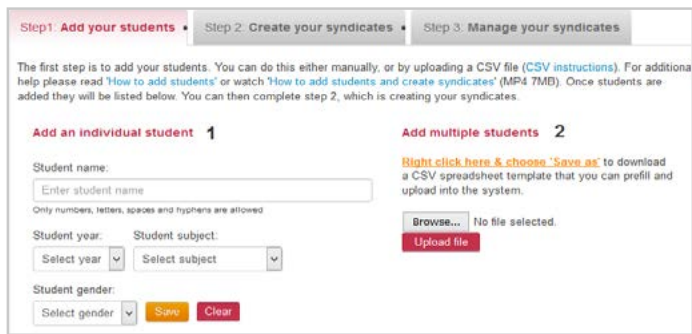 Step1: Add your students • Step 2: Create your syndicates • Step 3: Manage your syndicates
The first step is to add your students. You can do this either manually, or by uploading a CSV file (CSV instructions). For additiona
help please read 'How to add students' or watch 'How to add students and create syndicates' (MP4 7MB). Once students are
added they will be listed below. You can then complete step 2, which is creating your syndicates.
Add an individual student 1
Student name:
Enter student name
Only numbers, letters, spaces and hyphens are allowed
Student year: Student subject:
Select year Select subject
Student gender:
Select gender Save Clear
Add multiple students 2
Right click here & choose 'Save as' to download
a CSV spreadsheet template that you can prefill and
upload into the system.
Browse... No file selected.
Upload file